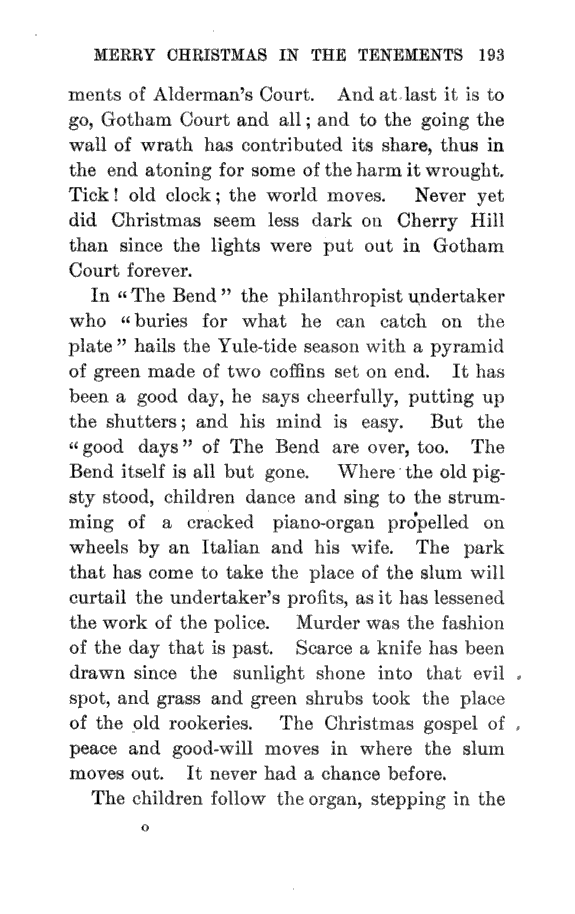 MERRY CHRISTMAS IN THE TENEMENTS 193
ments of Alderman's Court. And at last it is to
go, Gotham Court and all; and to the going the
wall of wrath has contributed its share, thus in
the end atoning for some of the harm it wrought.
Tick! old clock; the world moves. Never yet
did Christmas seem less dark on Cherry Hill
than since the lights were put out in Gotham
Court forever.
In "The Bend" the philanthropist undertaker
who "buries for what he can catch on the
plate" hails the Yule-tide season with a pyramid
of green made of two coffins set on end. It has
been a good day, he says cheerfully, putting up
the shutters; and his mind is easy. But the
"good days" of The Bend are over, too. The
Bend itself is all but gone. Where the old pig-
sty stood, children dance and sing to the strum-
ming of a cracked piano-organ propelled on
wheels by an Italian and his wife. The park
that has come to take the place of the slum will
curtail the undertaker's profits, as it has lessened
the work of the police. Murder was the fashion
of the day that is past. Scarce a knife has been
drawn since the sunlight shone into that evil
spot, and grass and green shrubs took the place
of the old rookeries. The Christmas gospel of
peace and good-will moves in where the slum
moves out. It never had a chance before.
The children follow the organ, stepping in the
o